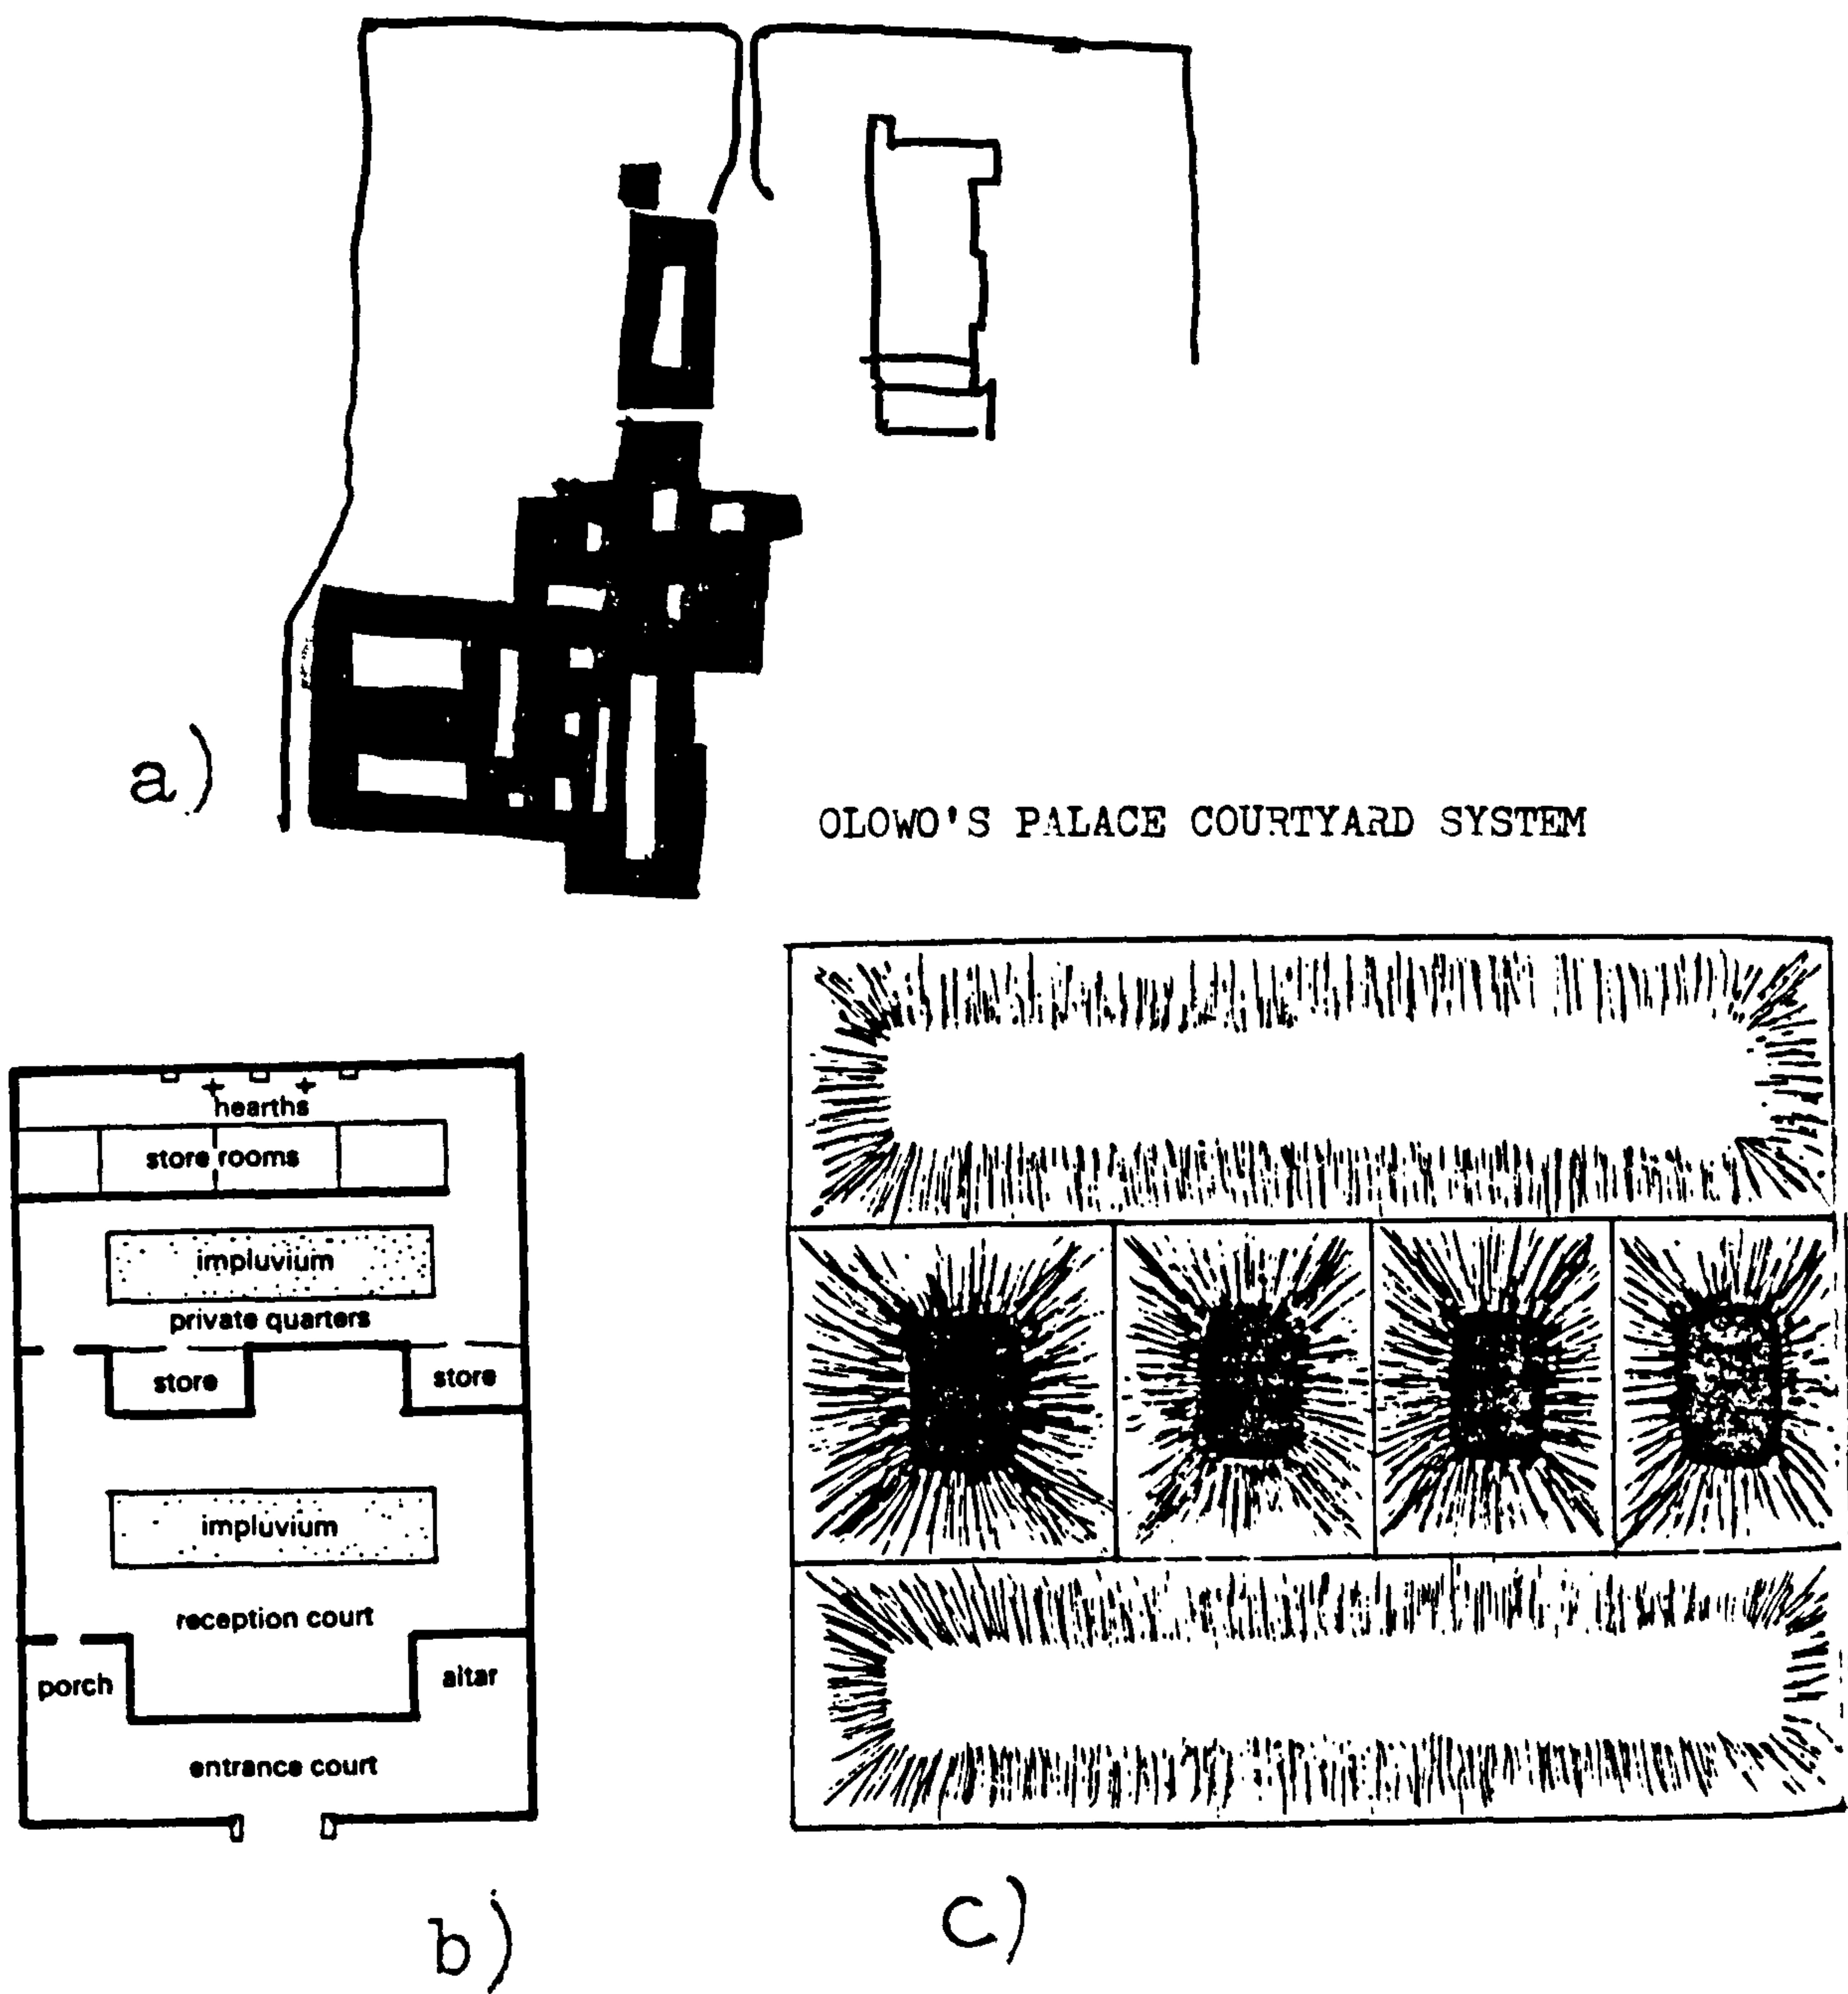 a)
OLOWO'S PALACE COURTYARD SYSTEM
hearths
store rooms
impluvium
private quarters
store
store
impluvium
reception court
porch
altar
entrance court
b)
c)